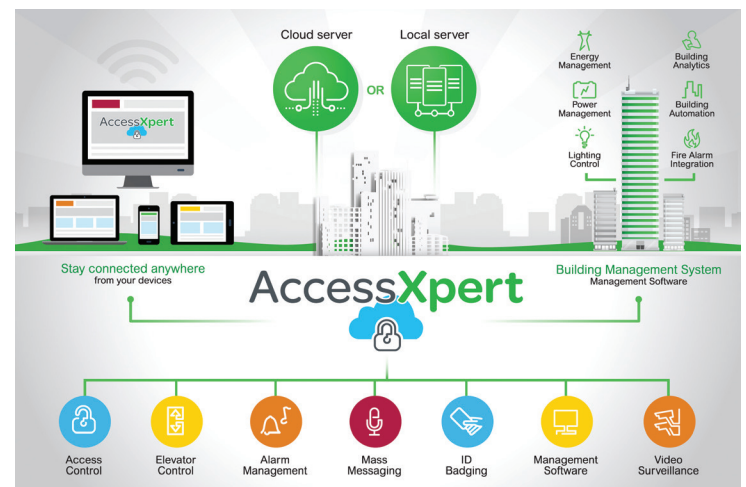 Cloud server
OR
Local server
Energy
Management
Building
Analytics
Power
Management
Building
Automation
Lighting
Control
Fire Alarm
Integration
AccessXpert
Stay connected anywhere
from your devices
AccessXpert
Building Management System
Management Software
Access
Control
Elevator
Control
Alarm
Management
Mass
Messaging
ID
Badging
Management
Software
Video
Surveillance